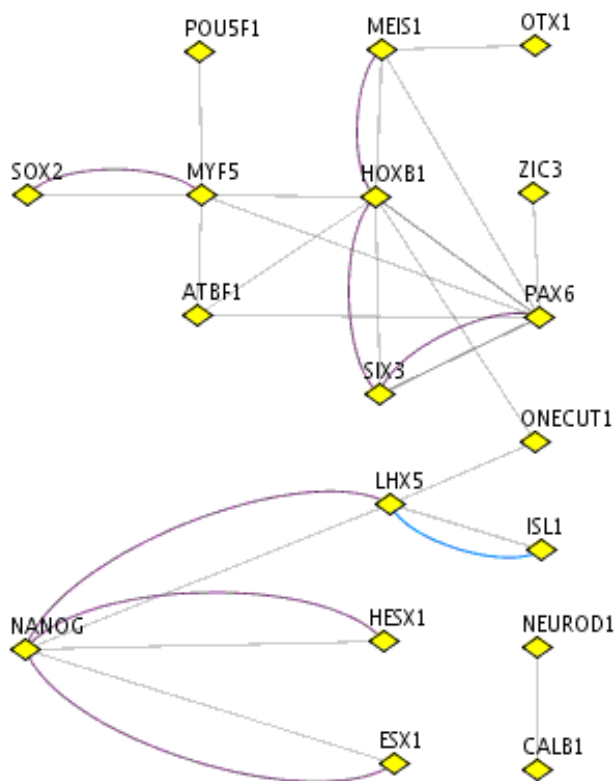 POU5F1
MEIS1
OTX1
SOX2
MYF5
HOXB1
ZIC3
ATBF1
PAX6
SIX3
ONECUT1
LHX5
ISL1
NANOG
HESX1
NEUROD1
ESX1
CALB1